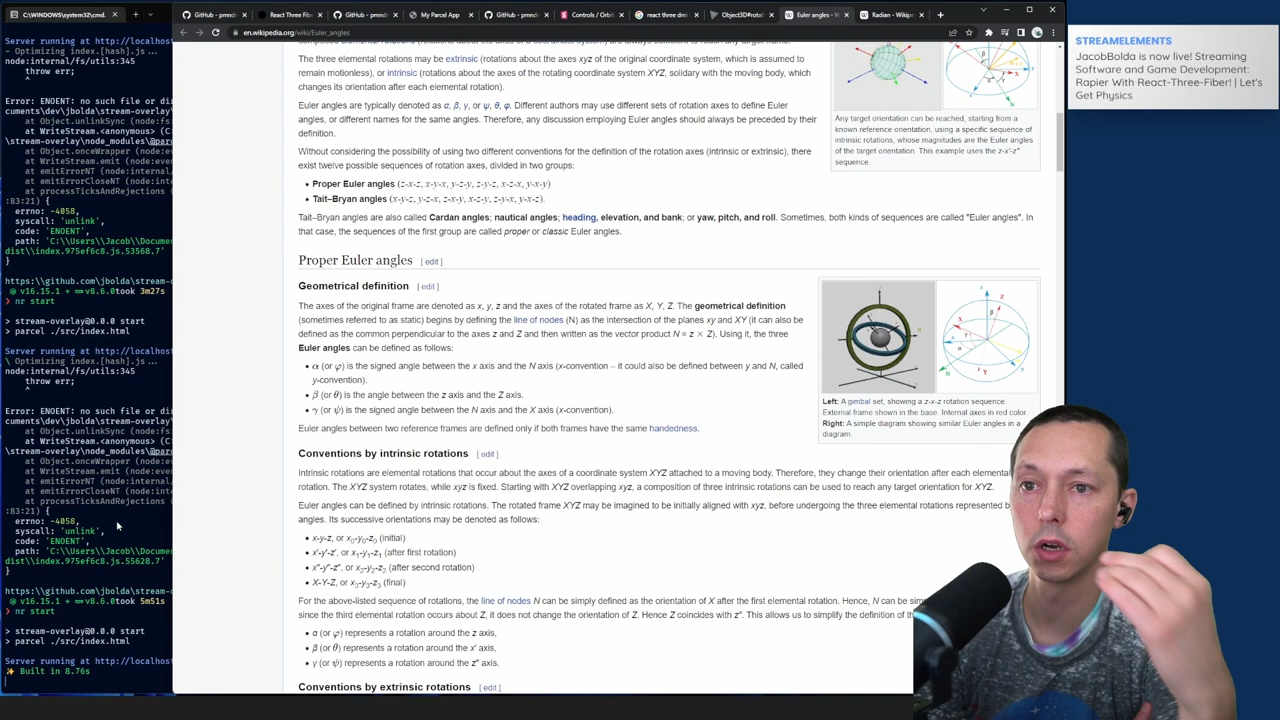 C:\WINDOWS\system32\cmd.
GitHub - pmndr
React Three Fiber
GitHub - pmndr
My Parcel App
GitHub - pmndr
Controls / Orbit
react three drei
Object3D#rotat
Euler angles - W
Radian - Wikipe
en.wikipedia.org/wiki/Euler_angles
Server running at http://localhost
- Optimizing index.[hash].js...
node:internal/fs/utils:345
throw err;
^
Error: ENOENT: no such file or dir
cuments\dev\jbolda\stream-overlay
at Object.unlinkSync (node:fs:
at WriteStream.<anonymous> (C:
\stream-overlay\node_modules\@parc
at Object.onceWrapper (node:ev
at WriteStream.emit (node:even
at emitErrorNT (node:internal/
at emitErrorCloseNT (node:inte
at processTicksAndRejections (
:83:21) {
errno: -4058,
syscall: 'unlink',
code: 'ENOENT',
path: 'C:\\Users\\Jacob\\Docume
dist\\index.975ef6c8.js.53568.7'
}
https:\\github.com\jbolda\stream-
v16.15.1 + v8.6.0 took 3m27s
❯ nr start
> stream-overlay@0.0.0 start
> parcel ./src/index.html
Server running at http://localhost
\ Optimizing index.[hash].js...
node:internal/fs/utils:345
throw err;
^
Error: ENOENT: no such file or dir
cuments\dev\jbolda\stream-overlay
at Object.unlinkSync (node:fs:
at WriteStream.<anonymous> (C:
\stream-overlay\node_modules\@parc
at Object.onceWrapper (node:ev
at WriteStream.emit (node:even
at emitErrorNT (node:internal/
at emitErrorCloseNT (node:inte
at processTicksAndRejections (
:83:21) {
errno: -4058,
syscall: 'unlink',
code: 'ENOENT',
path: 'C:\\Users\\Jacob\\Docume
dist\\index.975ef6c8.js.55628.7'
}
https:\\github.com\jbolda\stream-
v16.15.1 + v8.6.0 took 5m51s
❯ nr start
> stream-overlay@0.0.0 start
> parcel ./src/index.html
Server running at http://localhost
✨ Built in 8.76s
The three elemental rotations may be extrinsic (rotations about the axes xyz of the original coordinate system, which is assumed to
remain motionless), or intrinsic (rotations about the axes of the rotating coordinate system XYZ, solidary with the moving body, which
changes its orientation after each elemental rotation).
Euler angles are typically denoted as α, β, γ, or ψ, θ, φ. Different authors may use different sets of rotation axes to define Euler
angles, or different names for the same angles. Therefore, any discussion employing Euler angles should always be preceded by their
definition.
Without considering the possibility of using two different conventions for the definition of the rotation axes (intrinsic or extrinsic), there
exist twelve possible sequences of rotation axes, divided in two groups:
• Proper Euler angles (z-x-z, x-y-x, y-z-y, z-y-z, x-z-x, y-x-y)
• Tait–Bryan angles (x-y-z, y-z-x, z-x-y, x-z-y, z-y-x, y-x-z).
Tait–Bryan angles are also called Cardan angles; nautical angles; heading, elevation, and bank; or yaw, pitch, and roll. Sometimes, both kinds of sequences are called "Euler angles". In
that case, the sequences of the first group are called proper or classic Euler angles.
Any target orientation can be reached, starting from a
known reference orientation, using a specific sequence of
intrinsic rotations, whose magnitudes are the Euler angles
of the target orientation. This example uses the z-x′-z″
sequence.
Proper Euler angles [ edit ]
Geometrical definition [ edit ]
The axes of the original frame are denoted as x, y, z and the axes of the rotated frame as X, Y, Z. The geometrical definition
(sometimes referred to as static) begins by defining the line of nodes (N) as the intersection of the planes xy and XY (it can also be
defined as the common perpendicular to the axes z and Z and then written as the vector product N = z × Z). Using it, the three
Euler angles can be defined as follows:
• α (or φ) is the signed angle between the x axis and the N axis (x-convention – it could also be defined between y and N, called
y-convention).
• β (or θ) is the angle between the z axis and the Z axis.
• γ (or ψ) is the signed angle between the N axis and the X axis (x-convention).
Euler angles between two reference frames are defined only if both frames have the same handedness.
Left: A gimbal set, showing a z-x-z rotation sequence.
External frame shown in the base. Internal axes in red color.
Right: A simple diagram showing similar Euler angles in a
diagram.
Conventions by intrinsic rotations [ edit ]
Intrinsic rotations are elemental rotations that occur about the axes of a coordinate system XYZ attached to a moving body. Therefore, they change their orientation after each elemental
rotation. The XYZ system rotates, while xyz is fixed. Starting with XYZ overlapping xyz, a composition of three intrinsic rotations can be used to reach any target orientation for XYZ.
Euler angles can be defined by intrinsic rotations. The rotated frame XYZ may be imagined to be initially aligned with xyz, before undergoing the three elemental rotations represented by
angles. Its successive orientations may be denoted as follows:
• x-y-z, or x0-y0-z0 (initial)
• x′-y′-z′, or x1-y1-z1 (after first rotation)
• x″-y″-z″, or x2-y2-z2 (after second rotation)
• X-Y-Z, or x3-y3-z3 (final)
For the above-listed sequence of rotations, the line of nodes N can be simply defined as the orientation of X after the first elemental rotation. Hence, N can be sim
since the third elemental rotation occurs about Z, it does not change the orientation of Z. Hence Z coincides with z″. This allows us to simplify the definition of th
• α (or φ) represents a rotation around the z axis,
• β (or θ) represents a rotation around the x′ axis,
• γ (or ψ) represents a rotation around the z″ axis.
Conventions by extrinsic rotations [ edit ]
STREAMELEMENTS
JacobBolda is now live! Streaming
Software and Game Development:
Rapier With React-Three-Fiber! | Let's
Get Physics